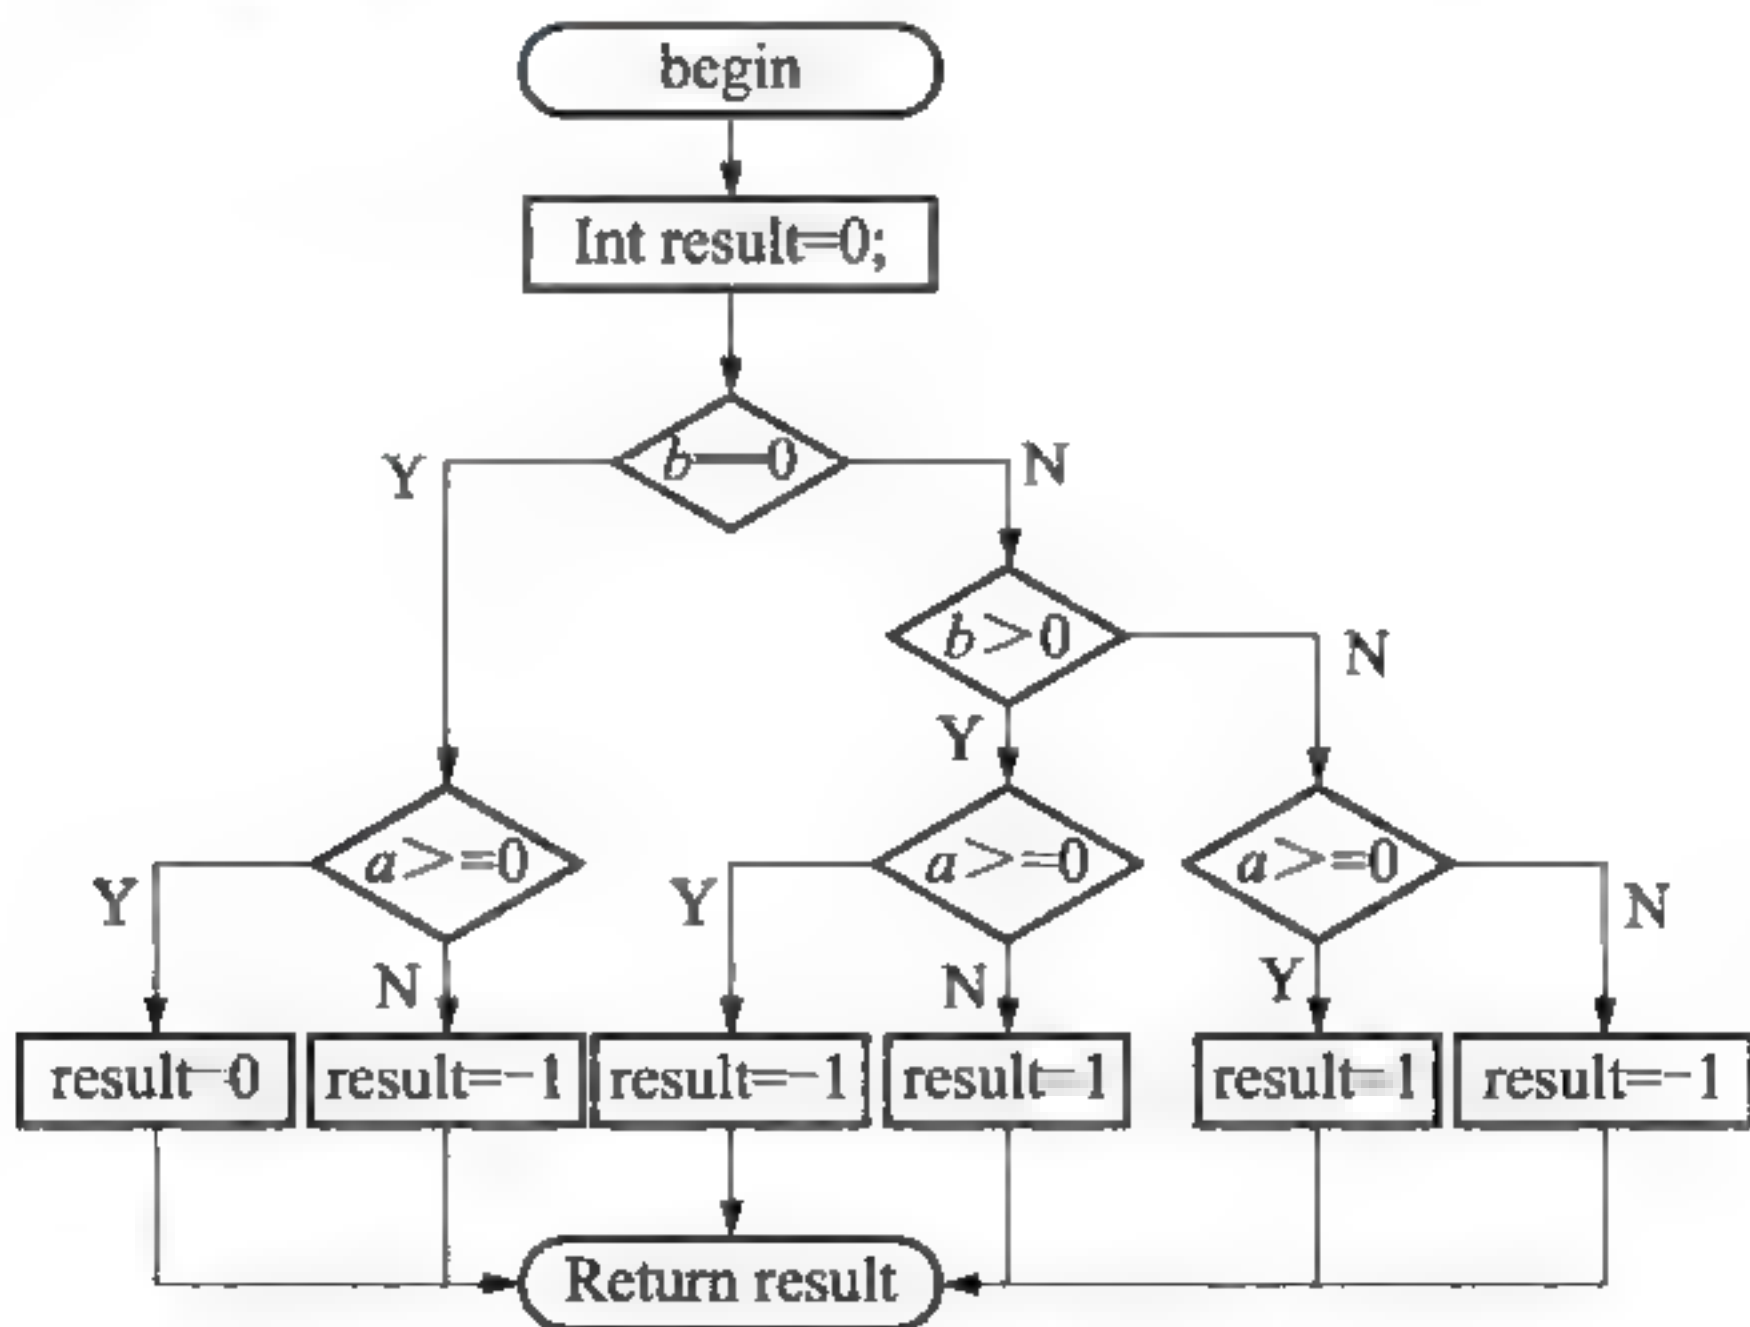 begin
Int result=0;
b==0
Y
N
b>0
N
Y
a>=0
a>=0
a>=0
Y
Y
N
N
N
Y
result=0
result=-1
result=-1
result=1
result=1
result=-1
Return result